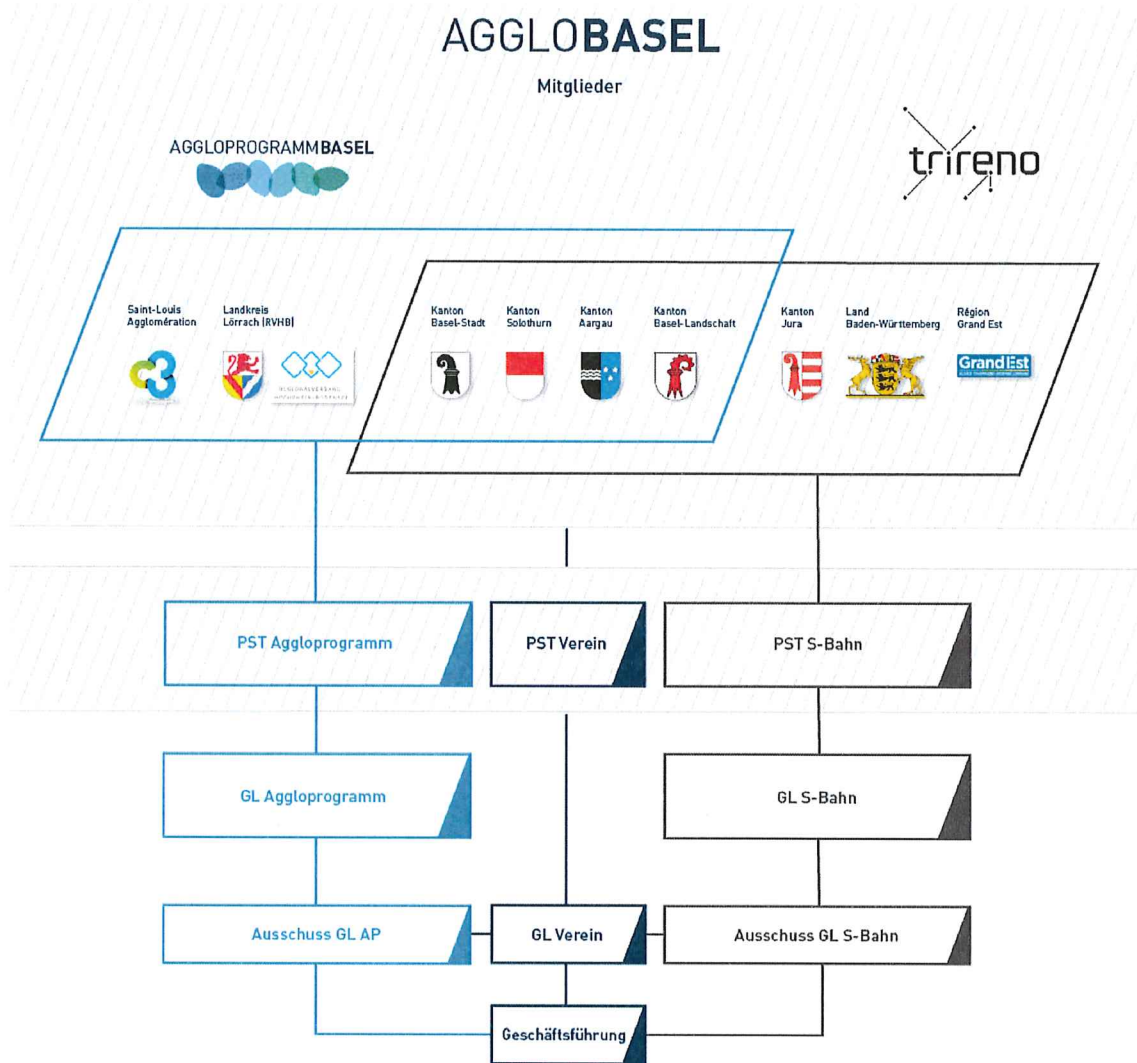 AGGLOBASEL
Mitglieder
AGGLOPROGRAMMBASEL
trireno
Saint-Louis
Agglomération
Landkreis
Lörrach (RVHB)
Kanton
Basel-Stadt
Kanton
Solothurn
Kanton
Aargau
Kanton
Basel-Landschaft
Kanton
Jura
Land
Baden-Württemberg
Région
Grand Est
GrandEst
PST Aggloprogramm
PST Verein
PST S-Bahn
GL Aggloprogramm
GL S-Bahn
Ausschuss GL AP
GL Verein
Ausschuss GL S-Bahn
Geschäftsführung